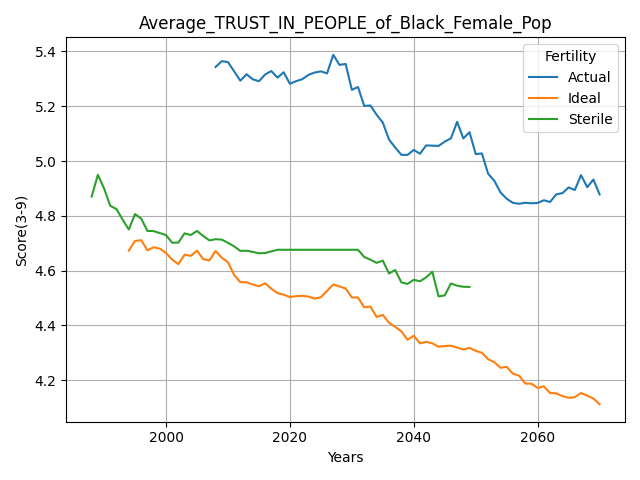 Average_TRUST_IN_PEOPLE_of_Black_Female_Pop
Fertility
Actual
Ideal
Sterile
Score(3-9)
5.4
5.2
5.0
4.8
4.6
4.4
4.2
2000 2020 2040 2060
Years